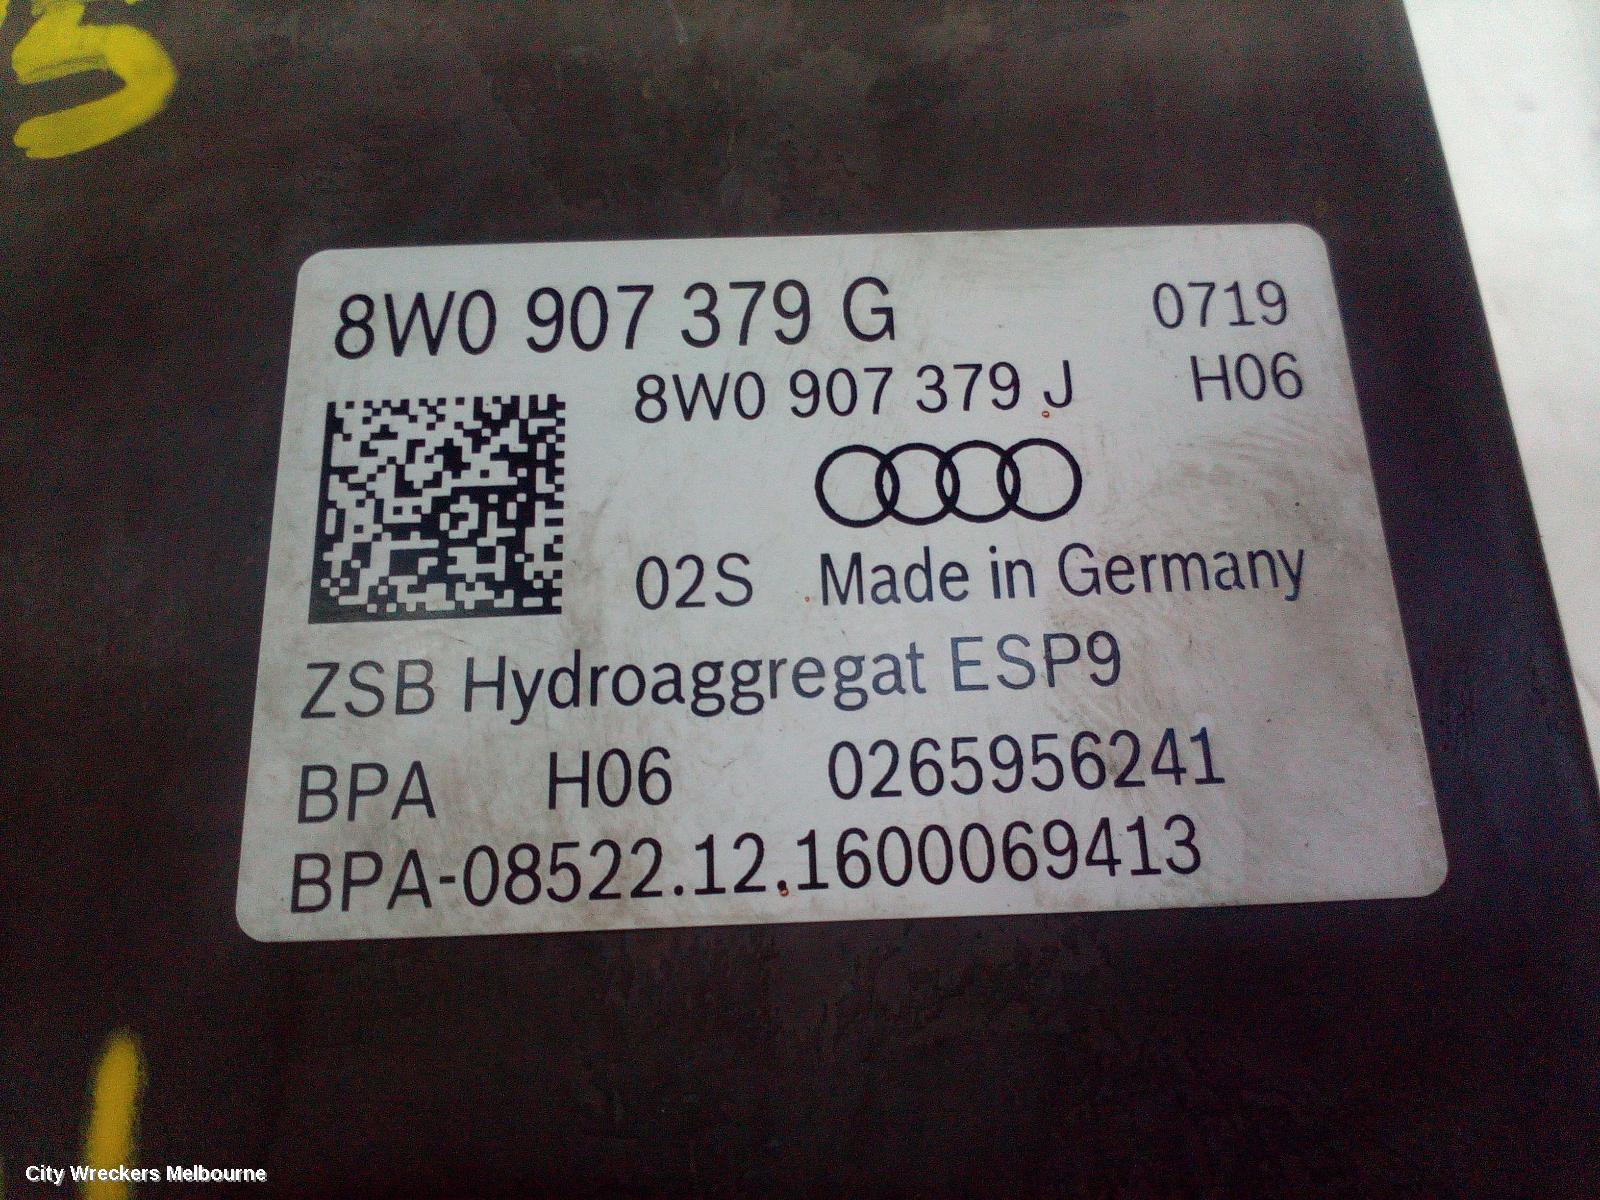 5
8W0 907 379 G 0719
8W0 907 379 J H06
02S Made in Germany
ZSB Hydroaggregat ESP9
BPA H06 0265956241
BPA-08522.12.1600069413
City Wreckers Melbourne